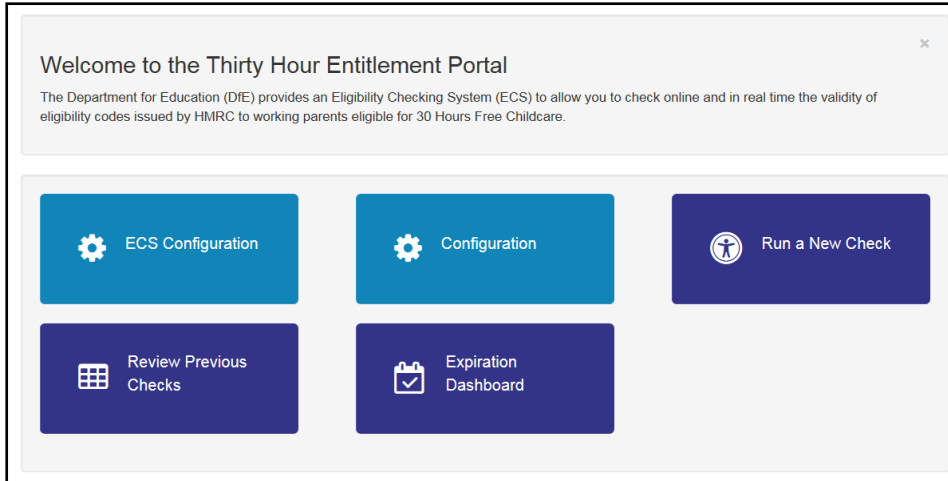 Welcome to the Thirty Hour Entitlement Portal
The Department for Education (DfE) provides an Eligibility Checking System (ECS) to allow you to check online and in real time the validity of
eligibility codes issued by HMRC to working parents eligible for 30 Hours Free Childcare.
ECS Configuration
Configuration
Run a New Check
Review Previous
Checks
Expiration
Dashboard